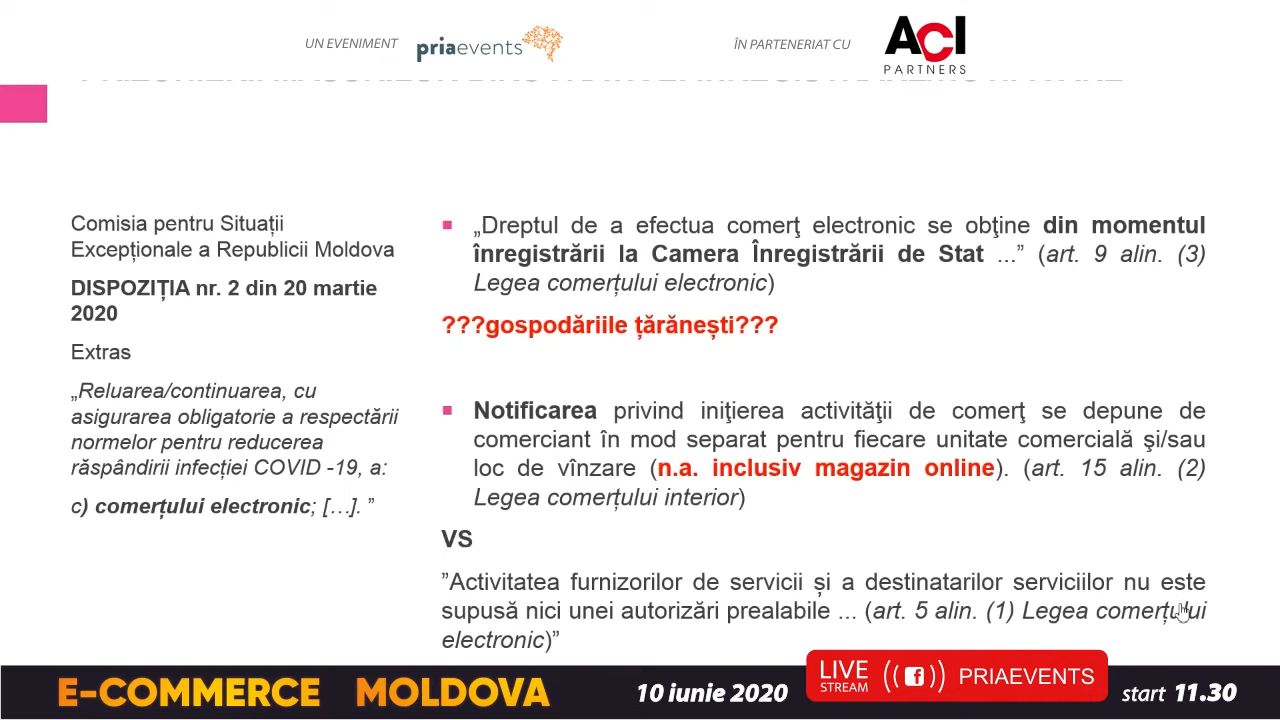 UN EVENIMENT
priaevents
ÎN PARTENERIAT CU
ACI
PARTNERS
Comisia pentru Situații
Excepționale a Republicii Moldova
DISPOZIȚIA nr. 2 din 20 martie
2020
Extras
„Reluarea/continuarea, cu
asigurarea obligatorie a respectării
normelor pentru reducerea
răspândirii infecției COVID -19, a:
c) comerțului electronic; […]. ”
„Dreptul de a efectua comerţ electronic se obţine din momentul
înregistrării la Camera Înregistrării de Stat ...” (art. 9 alin. (3)
Legea comerțului electronic)
???gospodăriile țărănești???
Notificarea privind iniţierea activităţii de comerţ se depune de
comerciant în mod separat pentru fiecare unitate comercială şi/sau
loc de vînzare (n.a. inclusiv magazin online). (art. 15 alin. (2)
Legea comerțului interior)
VS
”Activitatea furnizorilor de servicii și a destinatarilor serviciilor nu este
supusă nici unei autorizări prealabile ... (art. 5 alin. (1) Legea comerțului
electronic)”
E-COMMERCE MOLDOVA
10 iunie 2020
LIVE
STREAM
PRIAEVENTS
start 11.30